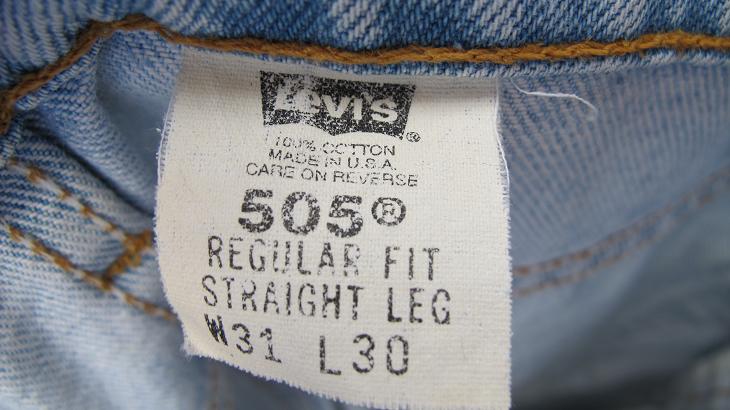 Levi's®
100% COTTON
MADE IN U.S.A.
CARE ON REVERSE
505®
REGULAR FIT
STRAIGHT LEG
W31 L30